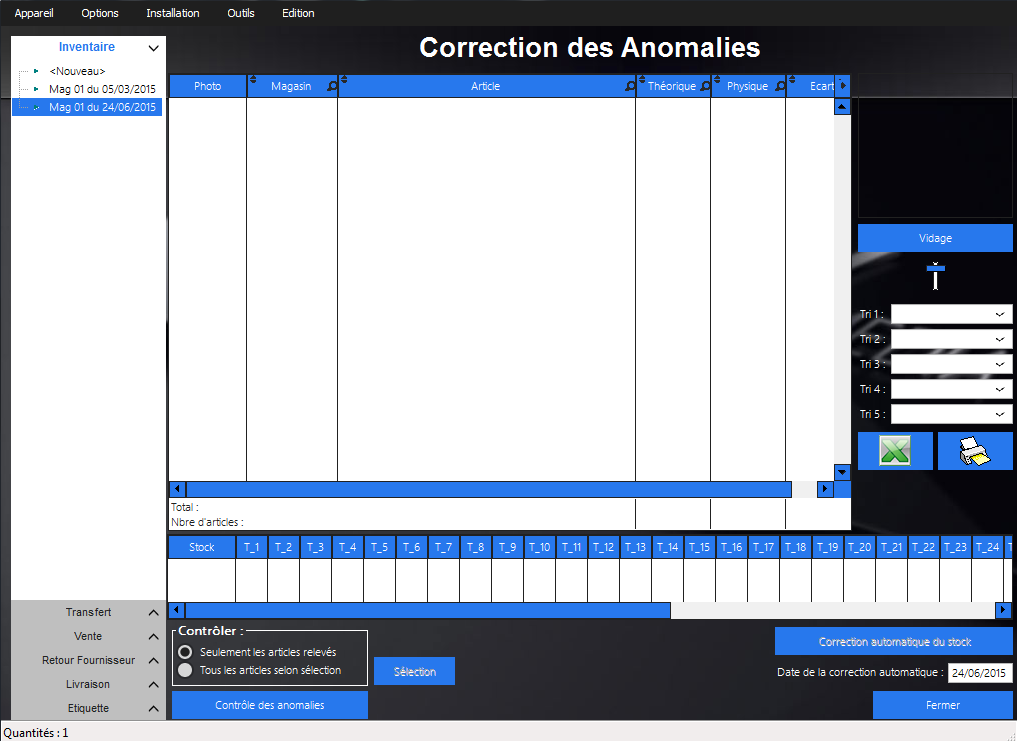 Appareil Options Installation Outils Edition
Inventaire
<Nouveau>
Mag 01 du 05/03/2015
Mag 01 du 24/06/2015
Correction des Anomalies
Photo Magasin Article Théorique Physique Ecart
Total :
Nbre d'articles :
Vidage
Tri 1 :
Tri 2 :
Tri 3 :
Tri 4 :
Tri 5 :
Stock T_1 T_2 T_3 T_4 T_5 T_6 T_7 T_8 T_9 T_10 T_11 T_12 T_13 T_14 T_15 T_16 T_17 T_18 T_19 T_20 T_21 T_22 T_23 T_24
Transfert
Vente
Retour Fournisseur
Livraison
Etiquette
Contrôler :
Seulement les articles relevés
Tous les articles selon sélection
Sélection
Contrôle des anomalies
Correction automatique du stock
Date de la correction automatique : 24/06/2015
Fermer
Quantités : 1